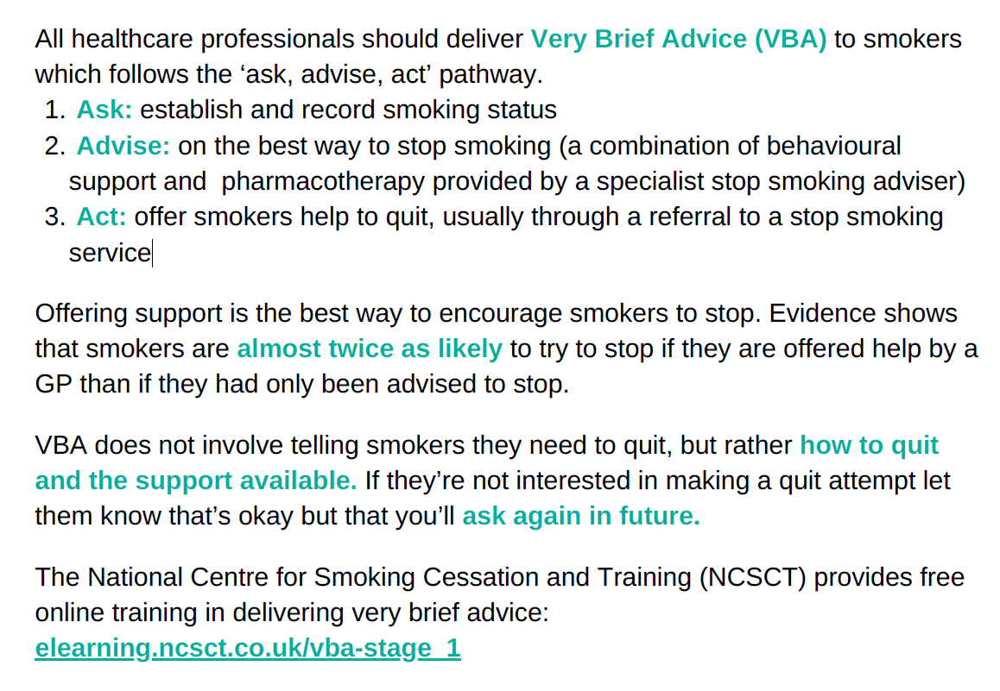 All healthcare professionals should deliver Very Brief Advice (VBA) to smokers
which follows the ‘ask, advise, act’ pathway.
1. Ask: establish and record smoking status
2. Advise: on the best way to stop smoking (a combination of behavioural
support and  pharmacotherapy provided by a specialist stop smoking adviser)
3. Act: offer smokers help to quit, usually through a referral to a stop smoking
service
Offering support is the best way to encourage smokers to stop. Evidence shows
that smokers are almost twice as likely to try to stop if they are offered help by a
GP than if they had only been advised to stop.
VBA does not involve telling smokers they need to quit, but rather how to quit
and the support available. If they’re not interested in making a quit attempt let
them know that’s okay but that you’ll ask again in future.
The National Centre for Smoking Cessation and Training (NCSCT) provides free
online training in delivering very brief advice:
elearning.ncsct.co.uk/vba-stage_1